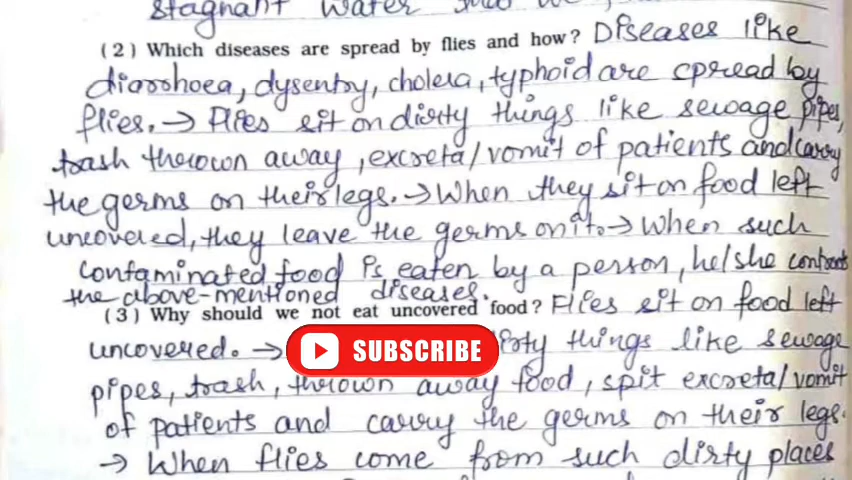 stagnant water
(2) Which diseases are spread by flies and how? Diseases like
diarrhoea, dysentry, cholera, typhoid are spread by
flies. → Flies sit on dirty things like sewage pipes,
trash thrown away, excreta/vomit of patients and carry
the germs on their legs. → When they sit on food left
uncovered, they leave the germs on it. → When such
contaminated food is eaten by a person, he/she contracts
the above-mentioned diseases.
(3) Why should we not eat uncovered food? Flies sit on food left
uncovered. → SUBSCRIBE things like sewage
pipes, trash, thrown away food, spit excreta/vomit
of patients and carry the germs on their legs.
→ When flies come from such dirty places